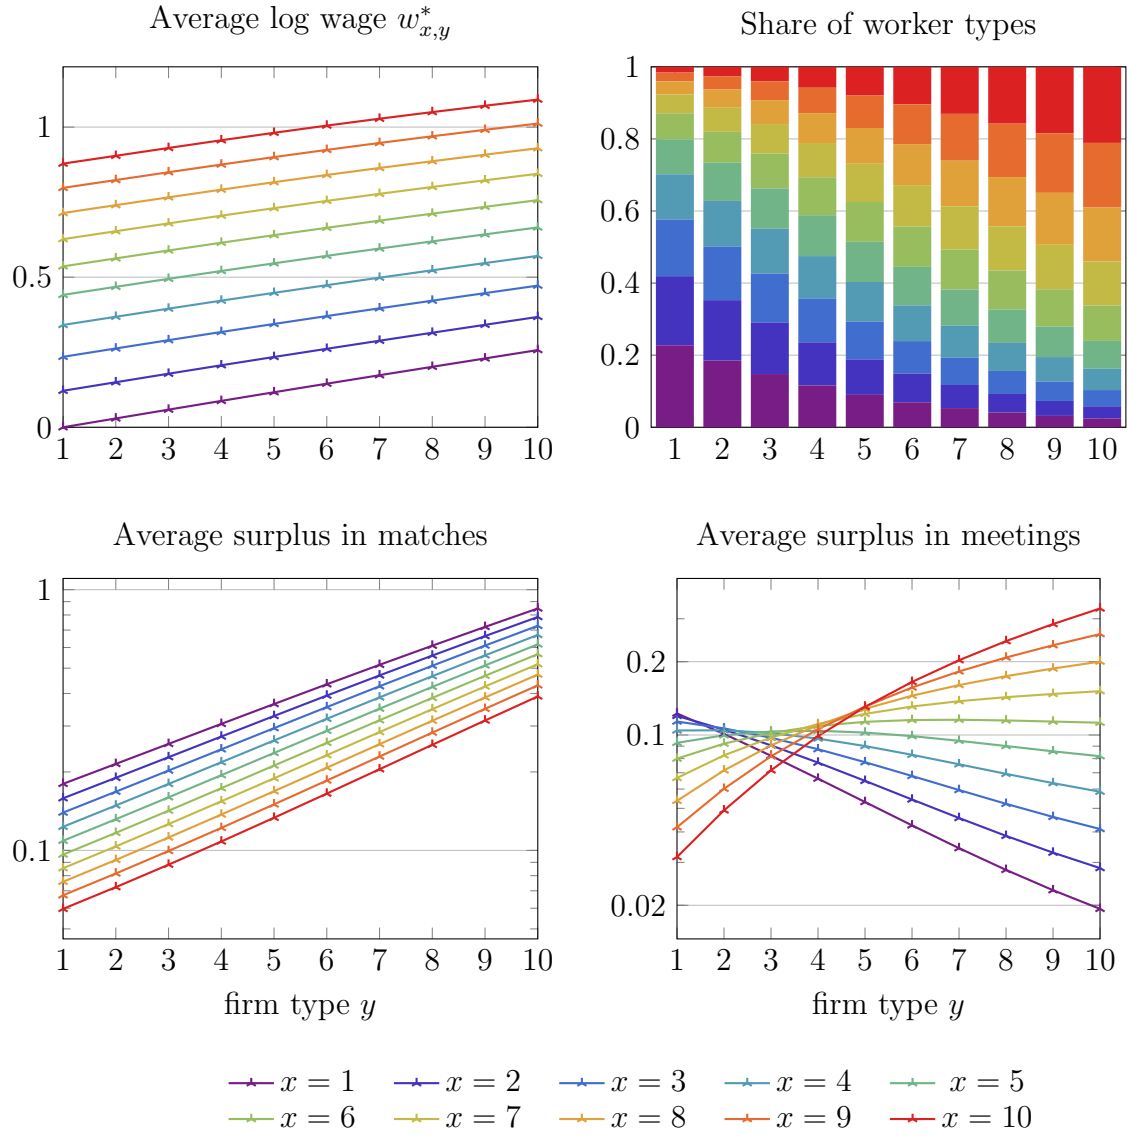 Average log wage w*x,y
Share of worker types
1
0.5
0
1 2 3 4 5 6 7 8 9 10
1
0.8
0.6
0.4
0.2
0
1 2 3 4 5 6 7 8 9 10
Average surplus in matches
Average surplus in meetings
1
0.1
1 2 3 4 5 6 7 8 9 10
firm type y
0.2
0.1
0.02
1 2 3 4 5 6 7 8 9 10
firm type y
x = 1 x = 2 x = 3 x = 4 x = 5
x = 6 x = 7 x = 8 x = 9 x = 10